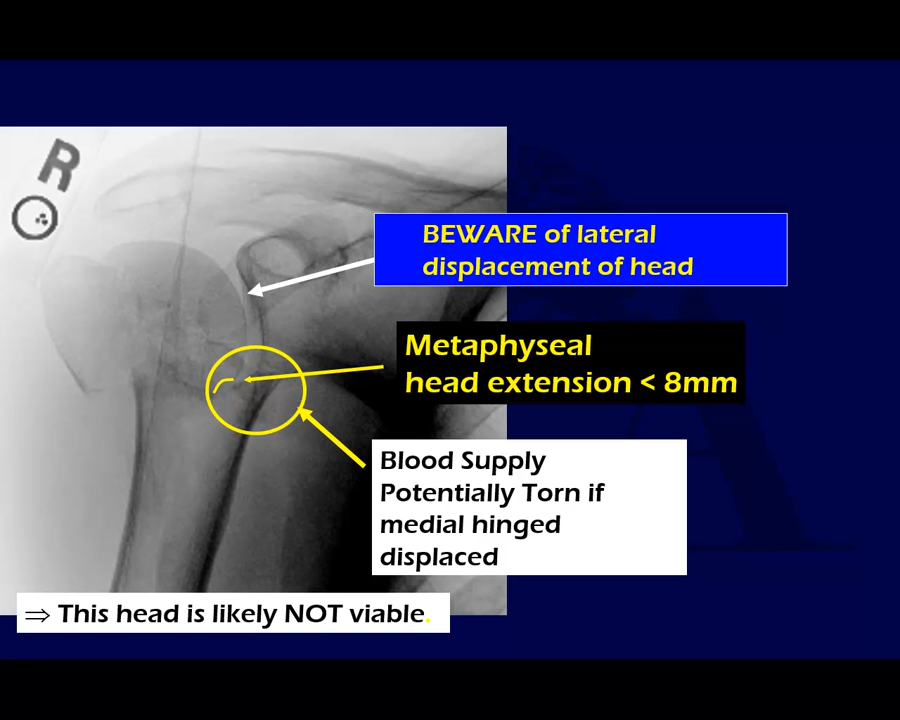 R
BEWARE of lateral
displacement of head
Metaphyseal
head extension < 8mm
Blood Supply
Potentially Torn if
medial hinged
displaced
⇒ This head is likely NOT viable.